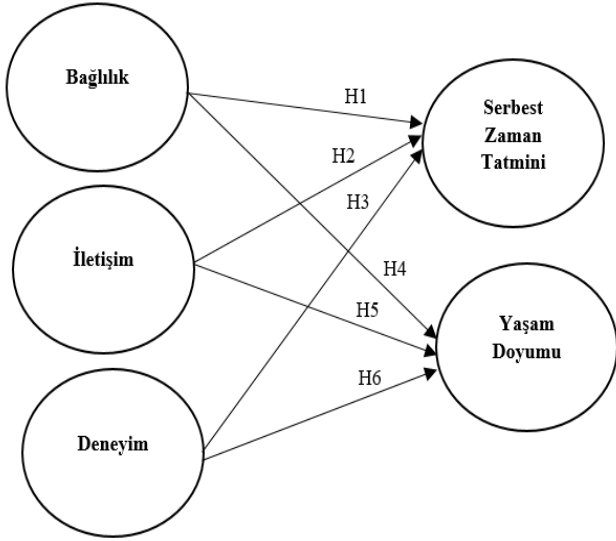 Bağlılık
İletişim
Deneyim
H1
H2
H3
H4
H5
H6
Serbest
Zaman
Tatmini
Yaşam
Doyumu